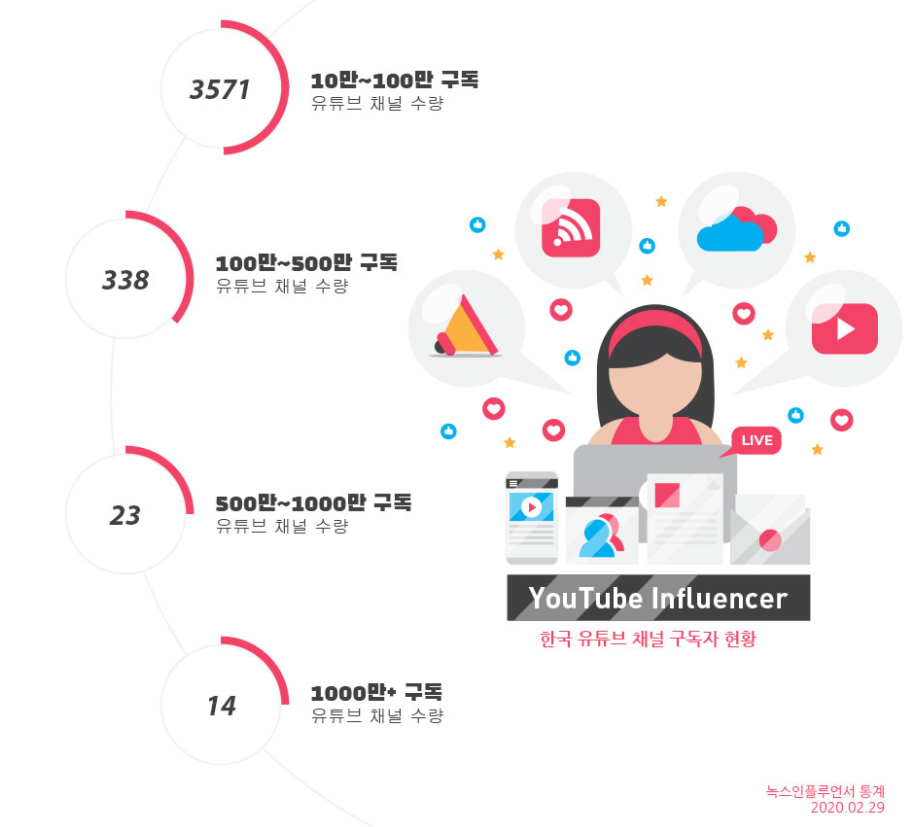 3571
10만~100만 구독
유튜브 채널 수량
338
100만~500만 구독
유튜브 채널 수량
23
500만~1000만 구독
유튜브 채널 수량
14
1000만+ 구독
유튜브 채널 수량
LIVE
YouTube Influencer
한국 유튜브 채널 구독자 현황
녹스인플루언서 통계
2020.02.29